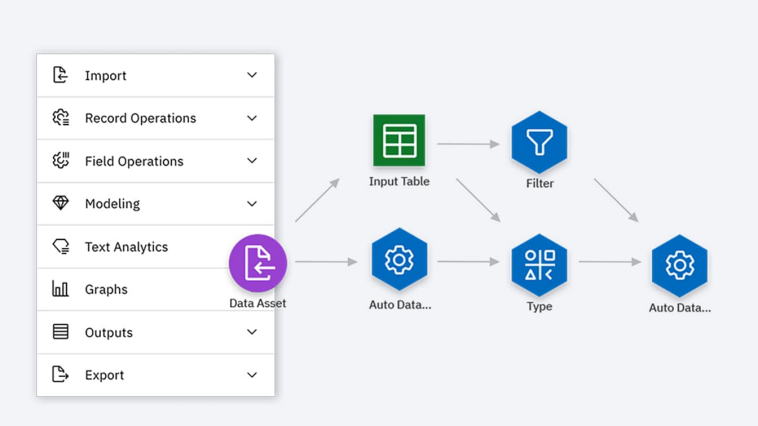 Import
Record Operations
Field Operations
Modeling
Text Analytics
Graphs
Outputs
Export
Data Asset
Input Table
Filter
Auto Data...
Type
Auto Data...